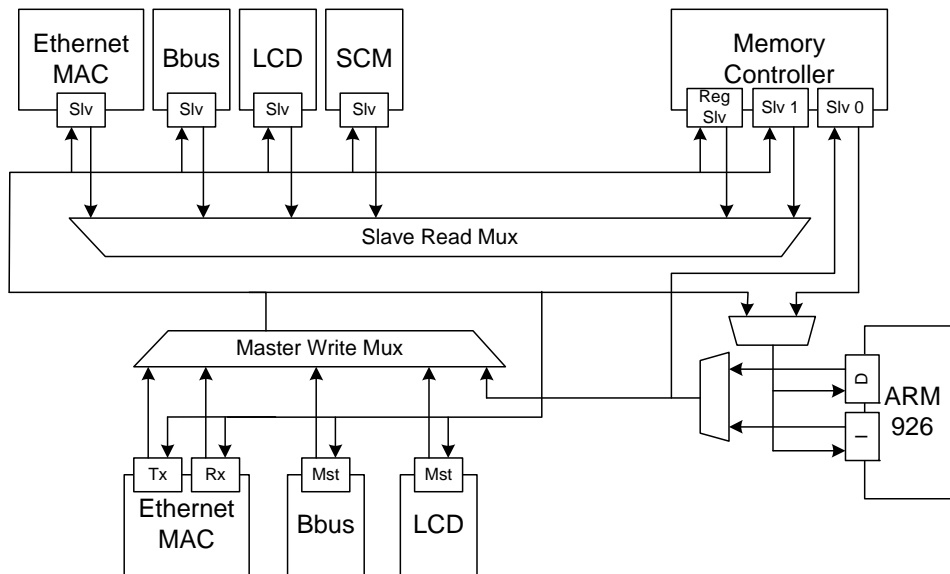 Ethernet
MAC
Slv
Bbus
Slv
LCD
Slv
SCM
Slv
Memory
Controller
Reg
Slv
Slv 1
Slv 0
Slave Read Mux
Master Write Mux
D
I
ARM
926
Tx
Rx
Ethernet
MAC
Mst
Bbus
Mst
LCD